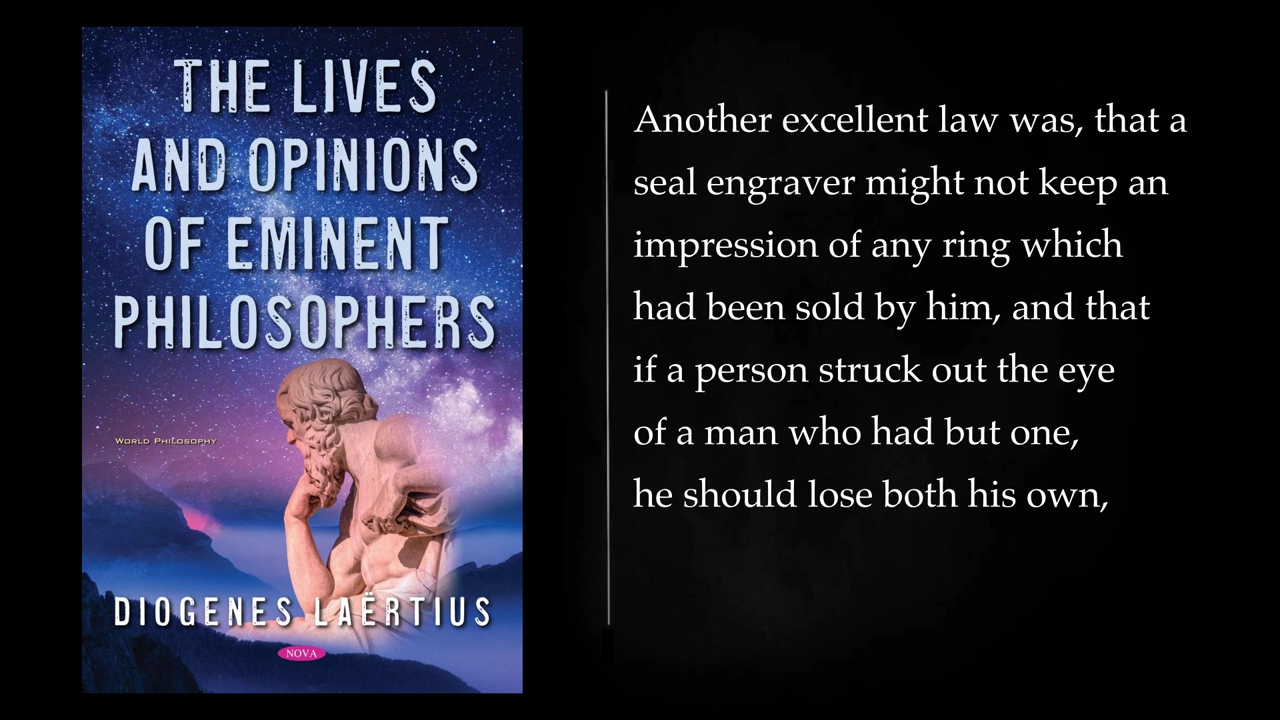 THE LIVES
AND OPINIONS
OF EMINENT
PHILOSOPHERS
WORLD PHILOSOPHY
DIOGENES LAËRTIUS
NOVA
Another excellent law was, that a
seal engraver might not keep an
impression of any ring which
had been sold by him, and that
if a person struck out the eye
of a man who had but one,
he should lose both his own,